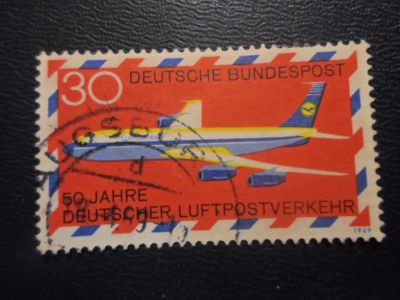 30 DEUTSCHE BUNDESPOST
50 JAHRE
DEUTSCHER LUFTPOSTVERKEHR
1969